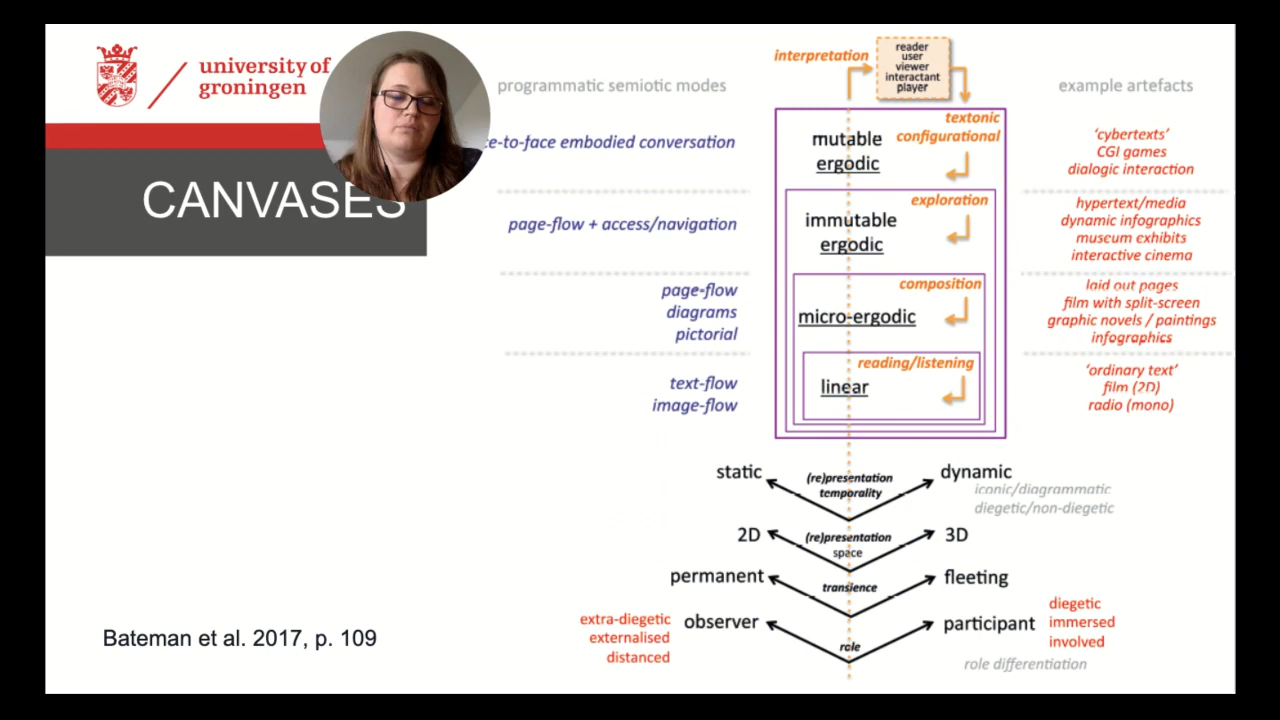 university of
groningen
CANVASES
Bateman et al. 2017, p. 109
programmatic semiotic modes
embodied conversation
page-flow + access/navigation
page-flow
diagrams
pictorial
text-flow
image-flow
interpretation
reader
user
viewer
interactant
player
textonic
configurational
mutable
ergodic
exploration
immutable
ergodic
composition
micro-ergodic
reading/listening
linear
example artefacts
‘cybertexts’
CGI games
dialogic interaction
hypertext/media
dynamic infographics
museum exhibits
interactive cinema
laid out pages
film with split-screen
graphic novels / paintings
infographics
‘ordinary text’
film (2D)
radio (mono)
static
(re)presentation
temporality
dynamic
iconic/diagrammatic
diegetic/non-diegetic
2D
(re)presentation
space
3D
permanent
transience
fleeting
extra-diegetic
externalised
distanced
observer
role
participant
diegetic
immersed
involved
role differentiation